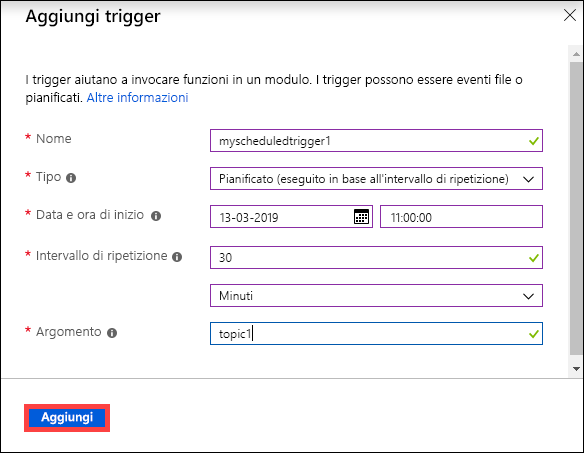 Aggiungi trigger
I trigger aiutano a invocare funzioni in un modulo. I trigger possono essere eventi file o
pianificati. Altre informazioni
* Nome
myscheduledtrigger1
* Tipo
Pianificato (eseguito in base all'intervallo di ripetizione)
* Data e ora di inizio
13-03-2019
11:00:00
* Intervallo di ripetizione
30
Minuti
* Argomento
topic1
Aggiungi